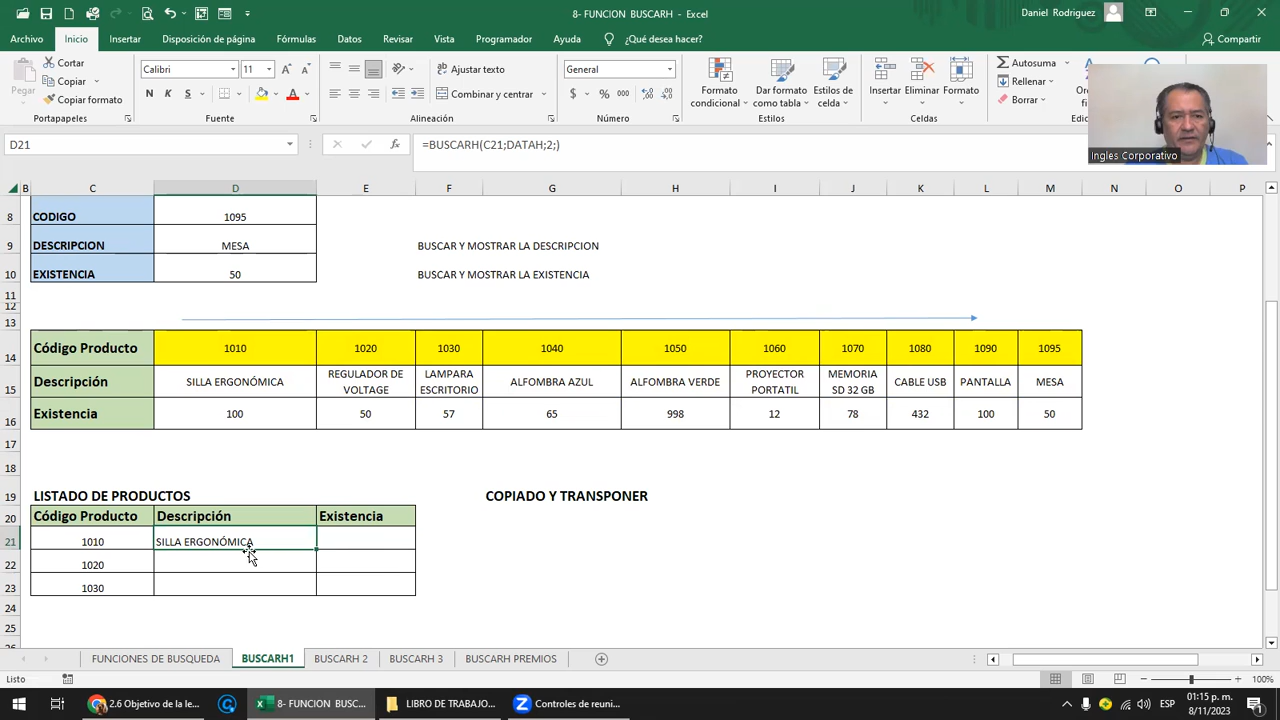 8- FUNCION BUSCARH - Excel
Daniel Rodriguez
Archivo Inicio Insertar Disposición de página Fórmulas Datos Revisar Vista Programador Ayuda ¿Qué desea hacer? Compartir
Pegar
Cortar
Copiar
Copiar formato
Portapapeles
Calibri 11
N K S
Fuente
Ajustar texto
Combinar y centrar
Alineación
General
$ % 000
Número
Formato condicional
Dar formato como tabla
Estilos de celda
Estilos
Insertar
Eliminar
Formato
Celdas
Autosuma
Rellenar
Borrar
Ingles Corporativo
D21
fx
=BUSCARH(C21;DATAH;2;)
B C D E F G H I J K L M N O P
8 CODIGO 1095
9 DESCRIPCION MESA BUSCAR Y MOSTRAR LA DESCRIPCION
10 EXISTENCIA 50 BUSCAR Y MOSTRAR LA EXISTENCIA
11
12
13
14 Código Producto 1010 1020 1030 1040 1050 1060 1070 1080 1090 1095
15 Descripción SILLA ERGONÓMICA REGULADOR DE VOLTAGE LAMPARA ESCRITORIO ALFOMBRA AZUL ALFOMBRA VERDE PROYECTOR PORTATIL MEMORIA SD 32 GB CABLE USB PANTALLA MESA
16 Existencia 100 50 57 65 998 12 78 432 100 50
17
18
19 LISTADO DE PRODUCTOS COPIADO Y TRANSPONER
20 Código Producto Descripción Existencia
21 1010 SILLA ERGONÓMICA
22 1020
23 1030
24
25
FUNCIONES DE BUSQUEDA BUSCARH1 BUSCARH 2 BUSCARH 3 BUSCARH PREMIOS
Listo 100%
2.6 Objetivo de la le... 8- FUNCION BUSC... LIBRO DE TRABAJO... Controles de reuni... ESP 01:15 p. m.
8/11/2023